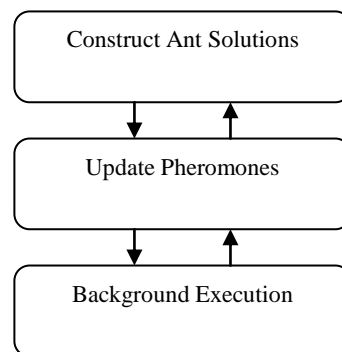 Construct Ant Solutions
Update Pheromones
Background Execution